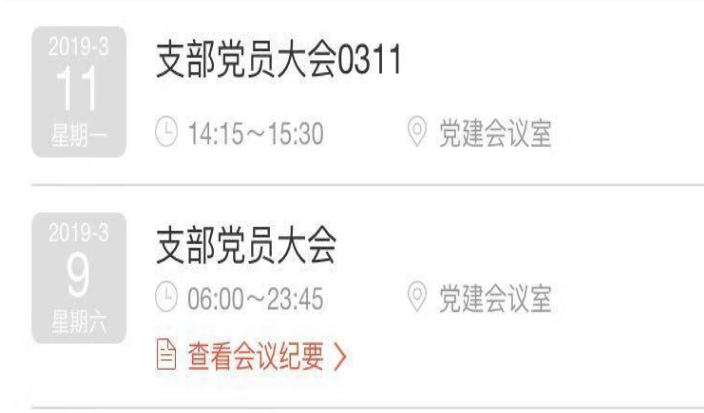 2019-3
11
星期一
支部党员大会0311
14:15～15:30 党建会议室
2019-3
9
星期六
支部党员大会
06:00～23:45 党建会议室
查看会议纪要